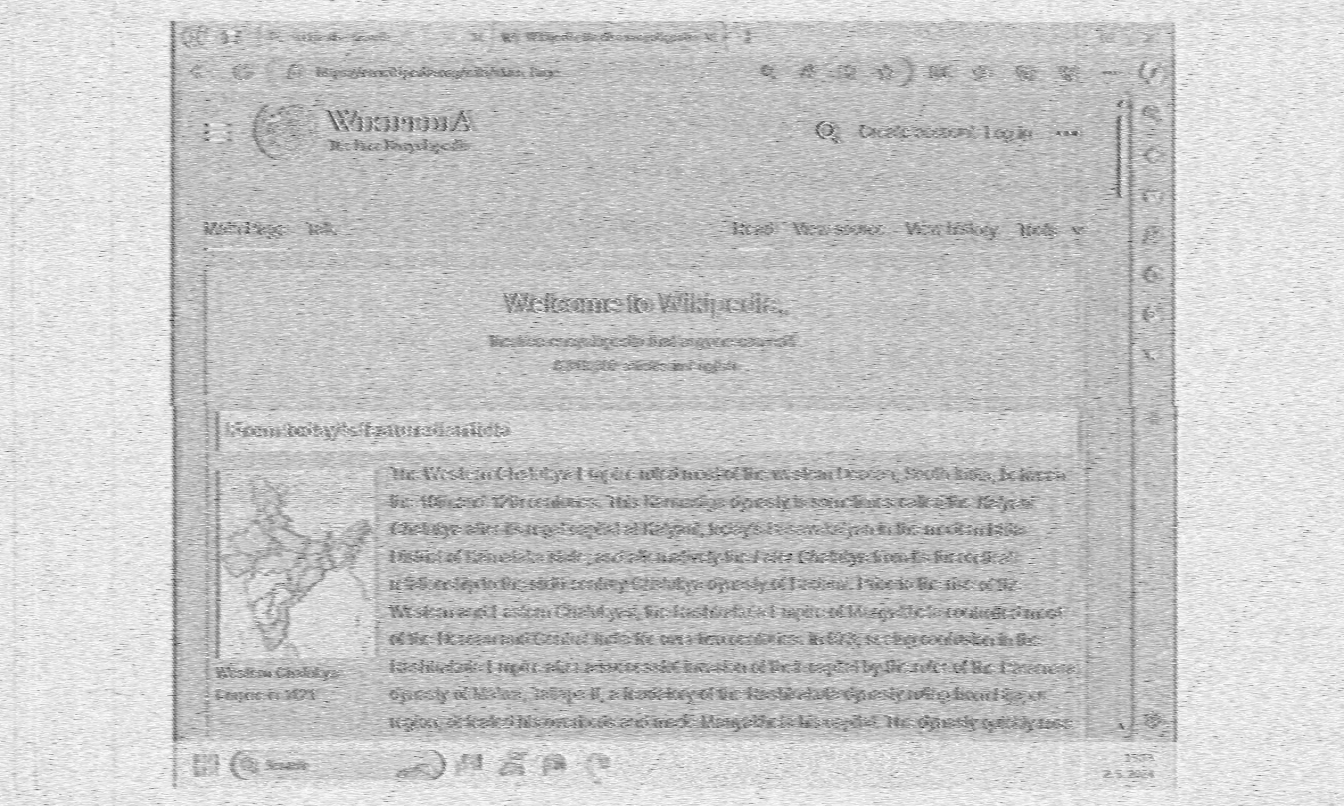 WIKIPEDIA
The Free Encyclopedia
Create account Log in
Main Page Talk
Read View source View history Tools
Welcome to Wikipedia,
the free encyclopedia that anyone can edit
articles in English
From today's featured article
The Western Chalukya Empire ruled most of the western Deccan, South India, between
the 10th and 12th centuries. This Kannadiga dynasty is sometimes called the Kalyani
Chalukya after its regal capital at Kalyani, today's Basavakalyan in the modern Bidar
District of Karnataka state, and alternatively the Later Chalukya from its theoretical
relationship to the sixth-century Chalukya dynasty of Badami. Prior to the rise of the
Western and Eastern Chalukyas, the Rashtrakuta Empire of Manyakheta controlled most
of the Deccan and Central India for over two centuries. In 973, seeing confusion in the
Rashtrakuta Empire after a successful invasion of their capital by the ruler of the Paramara
dynasty of Malwa, Tailapa II, a feudatory of the Rashtrakuta dynasty ruling from Bijapur
region, defeated his overlords and made Manyakheta his capital. The dynasty quickly rose
Western Chalukya
Empire in 1121
Search
2.5.2024